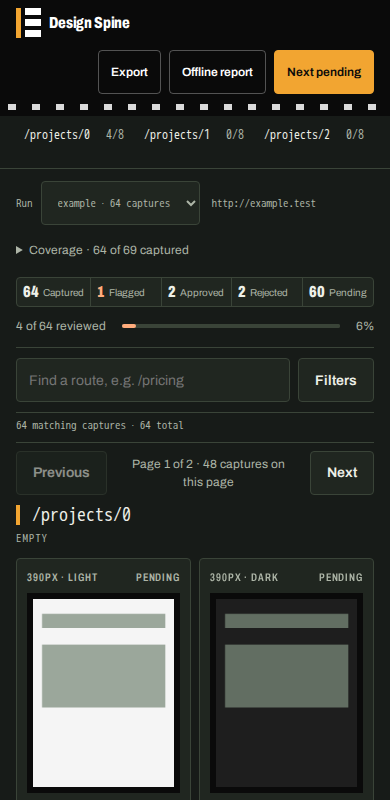 Design Spine
Export Offline report Next pending
/projects/0 4/8 /projects/1 0/8 /projects/2 0/8
Run example · 64 captures http://example.test
Coverage · 64 of 69 captured
64 Captured 1 Flagged 2 Approved 2 Rejected 60 Pending
4 of 64 reviewed 6%
Find a route, e.g. /pricing Filters
64 matching captures · 64 total
Previous Page 1 of 2 · 48 captures on this page Next
/projects/0
EMPTY
390PX · LIGHT PENDING 390PX · DARK PENDING